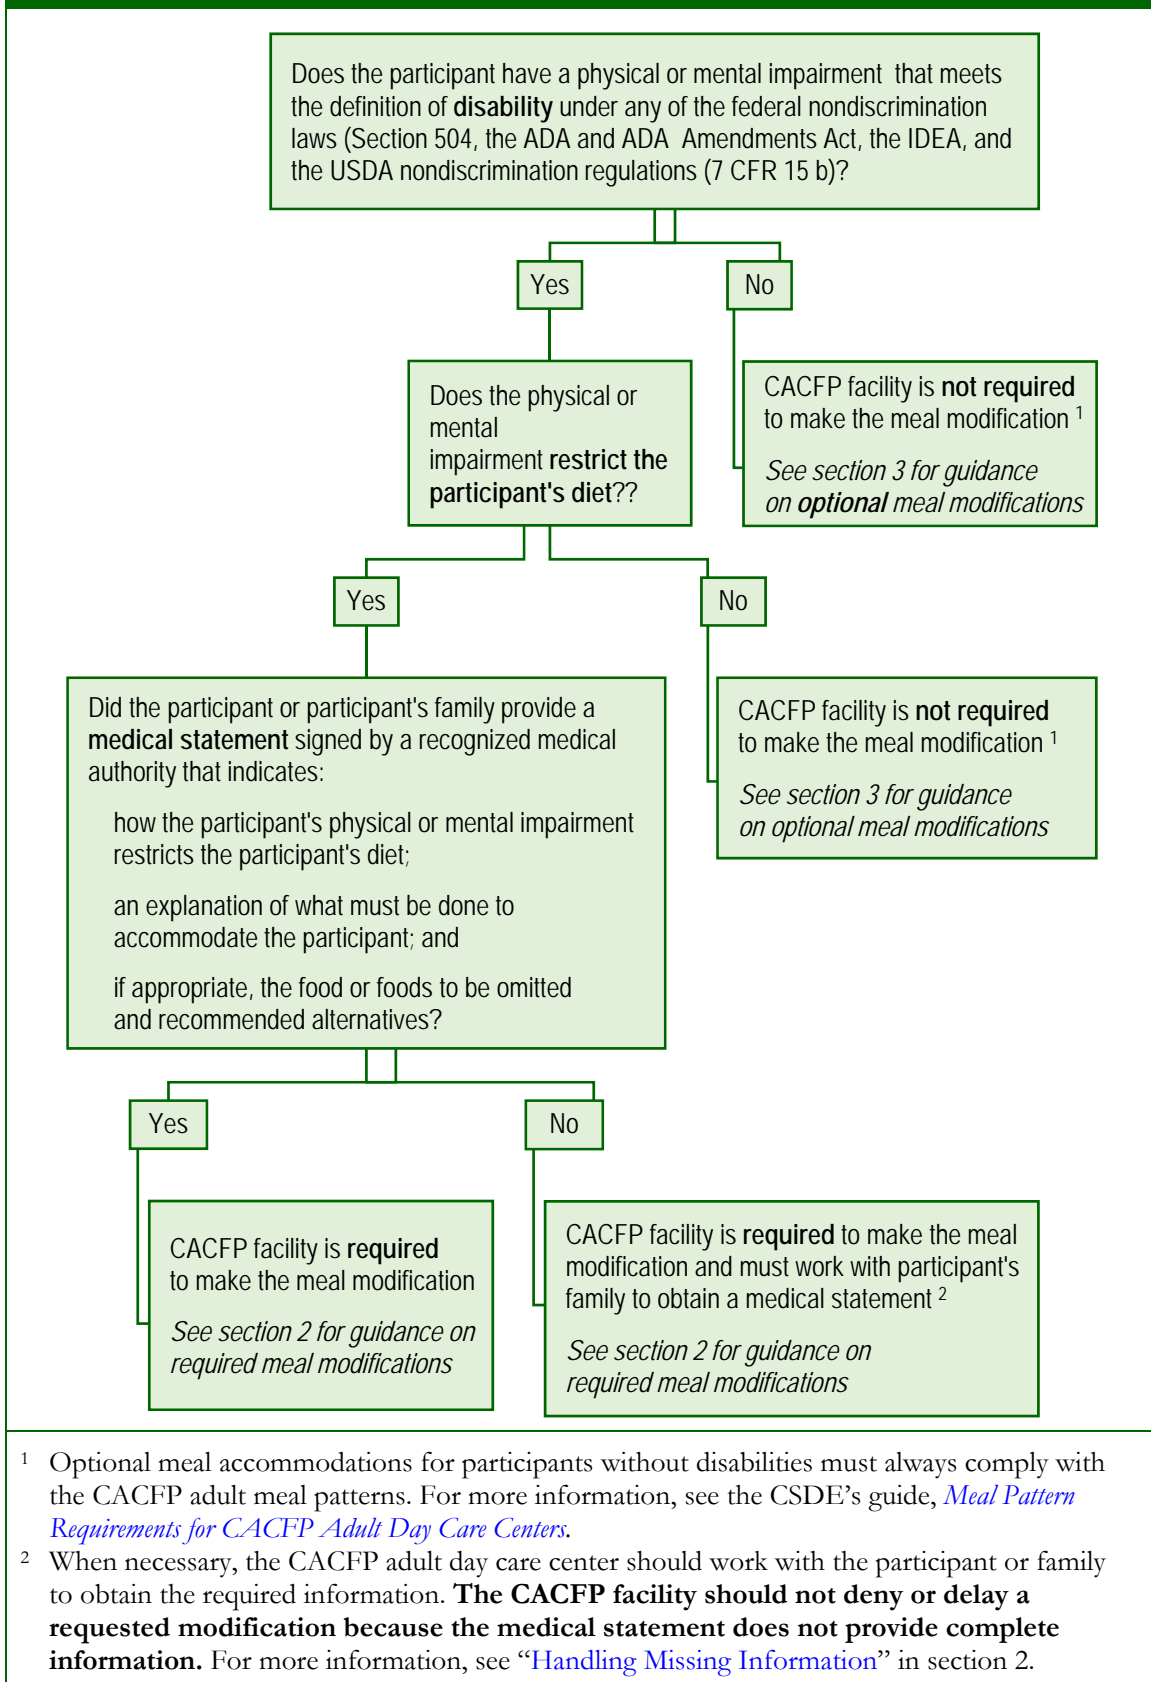 Does the participant have a physical or mental impairment that meets
the definition of disability under any of the federal nondiscrimination
laws (Section 504, the ADA and ADA Amendments Act, the IDEA, and
the USDA nondiscrimination regulations (7 CFR 15 b)?
Yes
No
Does the physical or
mental
impairment restrict the
participant's diet??
CACFP facility is not required
to make the meal modification 1
See section 3 for guidance
on optional meal modifications
Yes
No
Did the participant or participant's family provide a
medical statement signed by a recognized medical
authority that indicates:
how the participant's physical or mental impairment
restricts the participant's diet;
an explanation of what must be done to
accommodate the participant; and
if appropriate, the food or foods to be omitted
and recommended alternatives?
CACFP facility is not required
to make the meal modification 1
See section 3 for guidance
on optional meal modifications
Yes
No
CACFP facility is required
to make the meal modification
See section 2 for guidance on
required meal modifications
CACFP facility is required to make the meal
modification and must work with participant's
family to obtain a medical statement 2
See section 2 for guidance on
required meal modifications
1 Optional meal accommodations for participants without disabilities must always comply with
the CACFP adult meal patterns. For more information, see the CSDE's guide, Meal Pattern
Requirements for CACFP Adult Day Care Centers.
2 When necessary, the CACFP adult day care center should work with the participant or family
to obtain the required information. The CACFP facility should not deny or delay a
requested modification because the medical statement does not provide complete
information. For more information, see “Handling Missing Information” in section 2.